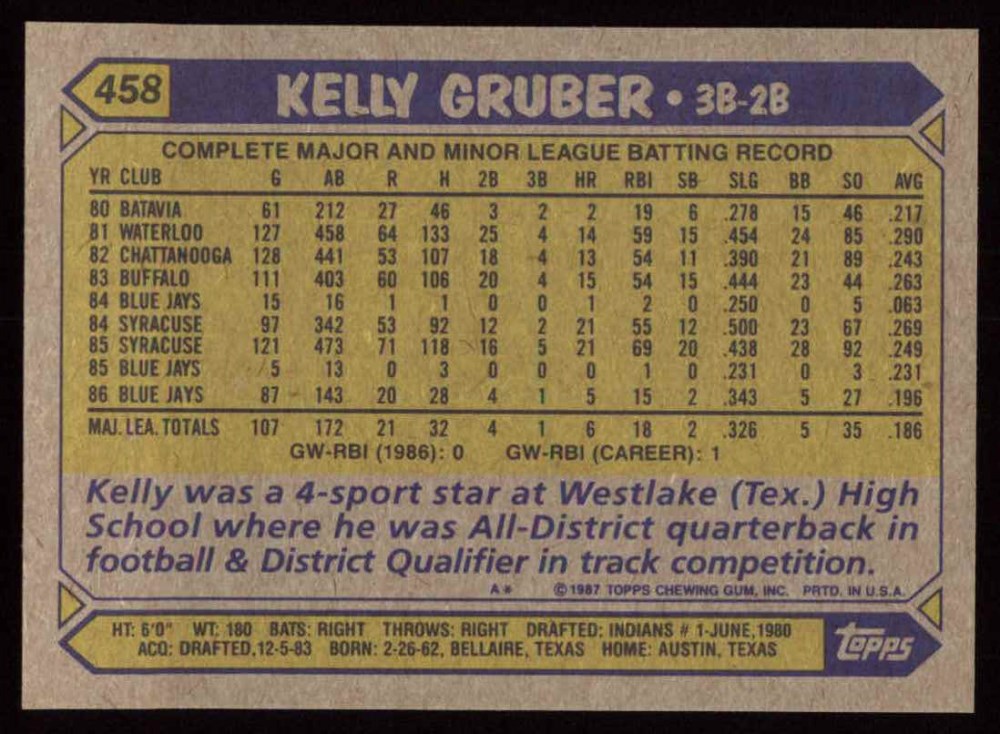 458 KELLY GRUBER • 3B-2B
COMPLETE MAJOR AND MINOR LEAGUE BATTING RECORD
YR CLUB G AB R H 2B 3B HR RBI SB SLG BB SO AVG
80 BATAVIA 61 212 27 46 3 2 2 19 6 .278 15 46 .217
81 WATERLOO 127 458 64 133 25 4 14 59 15 .454 24 85 .290
82 CHATTANOOGA 128 441 53 107 18 4 13 54 11 .390 21 89 .243
83 BUFFALO 111 403 60 106 20 4 15 54 15 .444 23 44 .263
84 BLUE JAYS 15 16 1 1 0 0 1 2 0 .250 0 5 .063
84 SYRACUSE 97 342 53 92 12 2 21 55 12 .500 23 67 .269
85 SYRACUSE 121 473 71 118 16 5 21 69 20 .438 28 92 .249
85 BLUE JAYS 5 13 0 3 0 0 0 1 0 .231 0 3 .231
86 BLUE JAYS 87 143 20 28 4 1 5 15 2 .343 5 27 .196
MAJ. LEA. TOTALS 107 172 21 32 4 1 6 18 2 .326 5 35 .186
GW-RBI (1986): 0 GW-RBI (CAREER): 1
Kelly was a 4-sport star at Westlake (Tex.) High
School where he was All-District quarterback in
football & District Qualifier in track competition.
A* ©1987 TOPPS CHEWING GUM, INC. PRTD. IN U.S.A.
HT: 6'0" WT: 180 BATS: RIGHT THROWS: RIGHT DRAFTED: INDIANS # 1-JUNE,1980
ACQ: DRAFTED,12-5-83 BORN: 2-26-62, BELLAIRE, TEXAS HOME: AUSTIN, TEXAS
topps